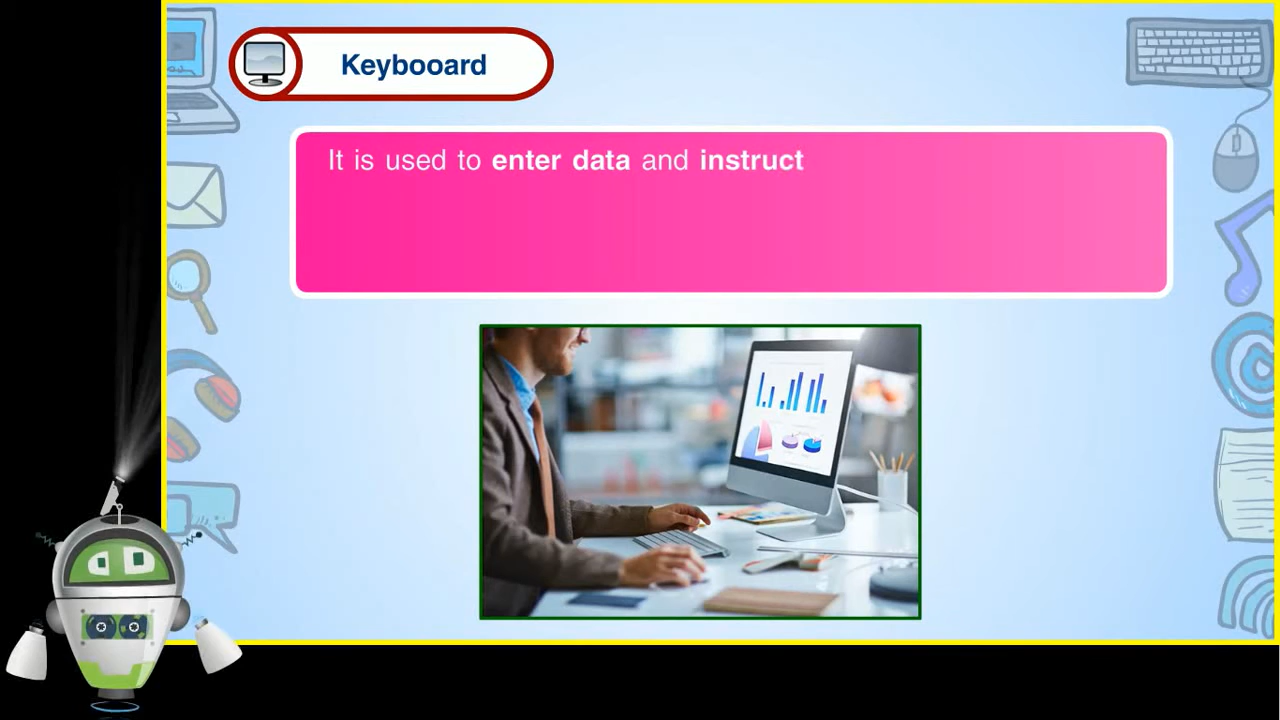 Keybooard
It is used to enter data and instruct